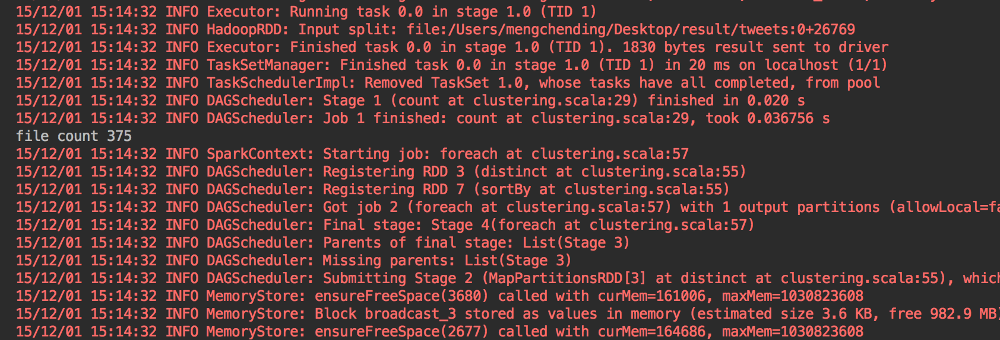 15/12/01 15:14:32 INFO Executor: Running task 0.0 in stage 1.0 (TID 1)
15/12/01 15:14:32 INFO HadoopRDD: Input split: file:/Users/mengchending/Desktop/result/tweets:0+26769
15/12/01 15:14:32 INFO Executor: Finished task 0.0 in stage 1.0 (TID 1). 1830 bytes result sent to driver
15/12/01 15:14:32 INFO TaskSetManager: Finished task 0.0 in stage 1.0 (TID 1) in 20 ms on localhost (1/1)
15/12/01 15:14:32 INFO TaskSchedulerImpl: Removed TaskSet 1.0, whose tasks have all completed, from pool
15/12/01 15:14:32 INFO DAGScheduler: Stage 1 (count at clustering.scala:29) finished in 0.020 s
15/12/01 15:14:32 INFO DAGScheduler: Job 1 finished: count at clustering.scala:29, took 0.036756 s
file count 375
15/12/01 15:14:32 INFO SparkContext: Starting job: foreach at clustering.scala:57
15/12/01 15:14:32 INFO DAGScheduler: Registering RDD 3 (distinct at clustering.scala:55)
15/12/01 15:14:32 INFO DAGScheduler: Registering RDD 7 (sortBy at clustering.scala:55)
15/12/01 15:14:32 INFO DAGScheduler: Got job 2 (foreach at clustering.scala:57) with 1 output partitions (allowLocal=fa
15/12/01 15:14:32 INFO DAGScheduler: Final stage: Stage 4(foreach at clustering.scala:57)
15/12/01 15:14:32 INFO DAGScheduler: Parents of final stage: List(Stage 3)
15/12/01 15:14:32 INFO DAGScheduler: Missing parents: List(Stage 3)
15/12/01 15:14:32 INFO DAGScheduler: Submitting Stage 2 (MapPartitionsRDD[3] at distinct at clustering.scala:55), which
15/12/01 15:14:32 INFO MemoryStore: ensureFreeSpace(3680) called with curMem=161006, maxMem=1030823608
15/12/01 15:14:32 INFO MemoryStore: Block broadcast_3 stored as values in memory (estimated size 3.6 KB, free 982.9 MB)
15/12/01 15:14:32 INFO MemoryStore: ensureFreeSpace(2677) called with curMem=164686, maxMem=1030823608